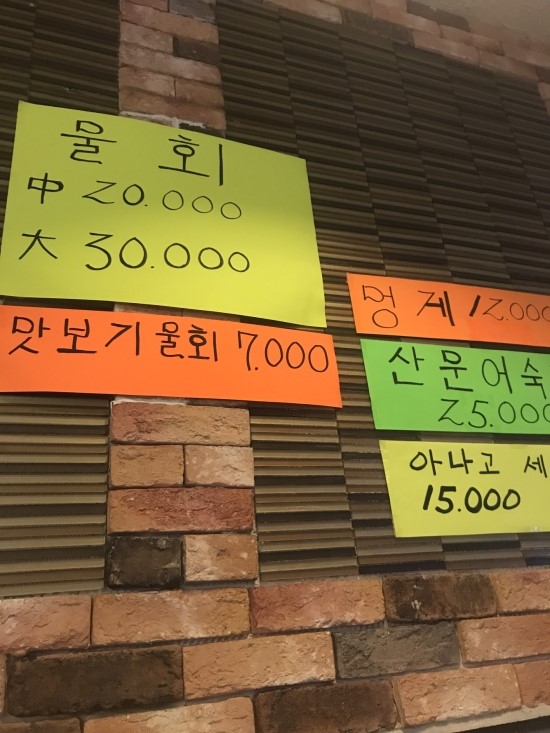 물 회
中 20.000
大 30.000
맛보기물회 7.000
멍 게 12.000
산 문어숙
25.000
아나고 세
15.000